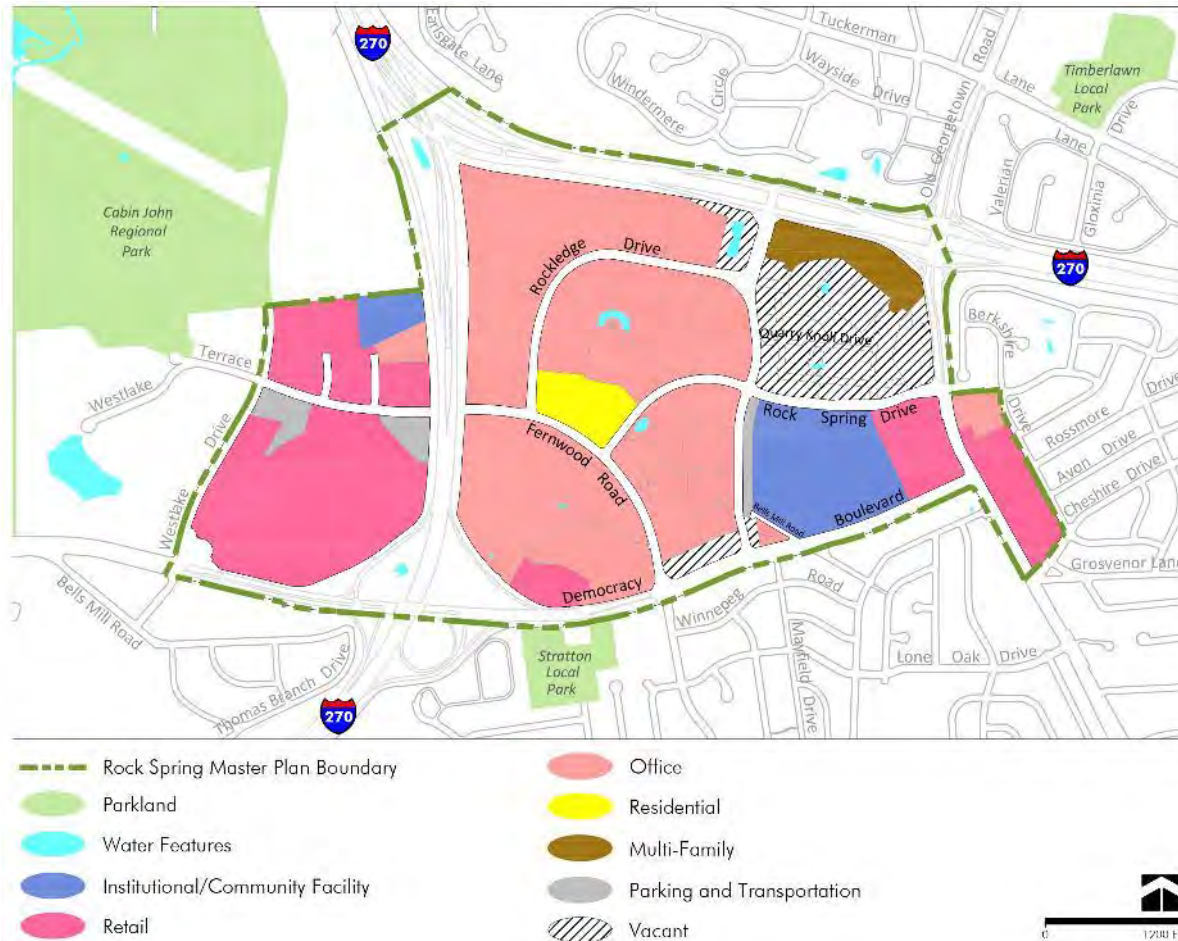 270
Earlsgate Lane
Tuckerman
Lane
Wayside Drive
Windermere
Circle
Old Georgetown
Road
Timberlawn
Local
Park
Drive
Lane
Valerian
Gloxinia
Cabin John
Regional
Park
270
Rockledge
Drive
Quarry Knoll Drive
Berkshire
Drive
Terrace
Westlake
Westlake
Drive
Rock Spring Drive
Fernwood
Road
Rossmore
Drive
Avon Drive
Cheshire Drive
Bells Mill Road
Boulevard
Democracy
Grosvenor Lane
Bells Mill Road
Winnepeg
Road
Mayfield Drive
Lone Oak Drive
Stratton
Local
Park
Thomas Branch Drive
270
Rock Spring Master Plan Boundary
Parkland
Water Features
Institutional/Community Facility
Retail
Office
Residential
Multi-Family
Parking and Transportation
Vacant
0
1200 F